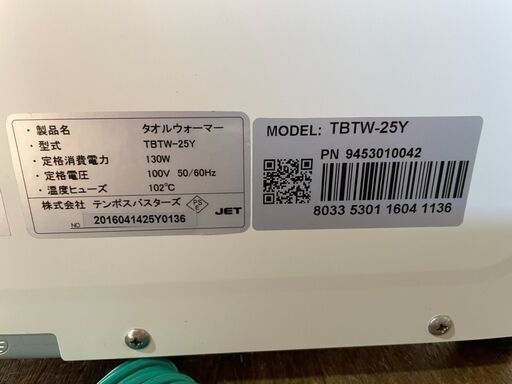 ・製品名 タオルウォーマー
・型式 TBTW-25Y
・定格消費電力 130W
・定格電圧 100V 50/60Hz
・温度ヒューズ 102℃
株式会社 テンポスバスターズ PSE JET
NO 2016041425Y0136
MODEL: TBTW-25Y
PN 9453010042
8033 5301 1604 1136